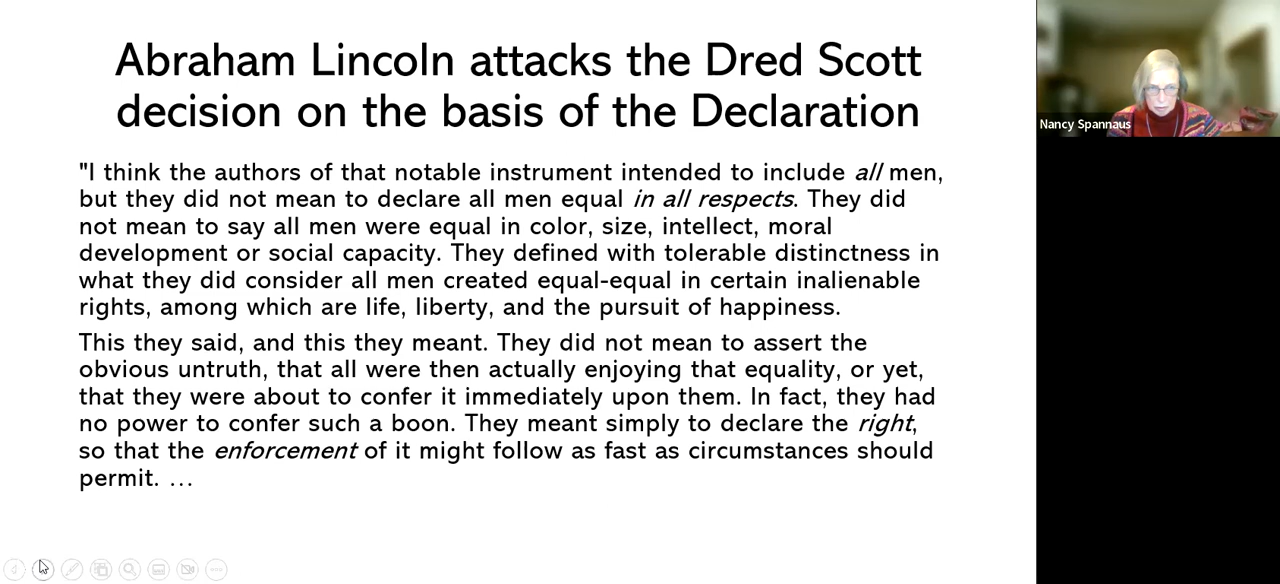 Abraham Lincoln attacks the Dred Scott
decision on the basis of the Declaration
"I think the authors of that notable instrument intended to include all men,
but they did not mean to declare all men equal in all respects. They did
not mean to say all men were equal in color, size, intellect, moral
development or social capacity. They defined with tolerable distinctness in
what they did consider all men created equal-equal in certain inalienable
rights, among which are life, liberty, and the pursuit of happiness.
This they said, and this they meant. They did not mean to assert the
obvious untruth, that all were then actually enjoying that equality, or yet,
that they were about to confer it immediately upon them. In fact, they had
no power to confer such a boon. They meant simply to declare the right,
so that the enforcement of it might follow as fast as circumstances should
permit. …
Nancy Spannaus